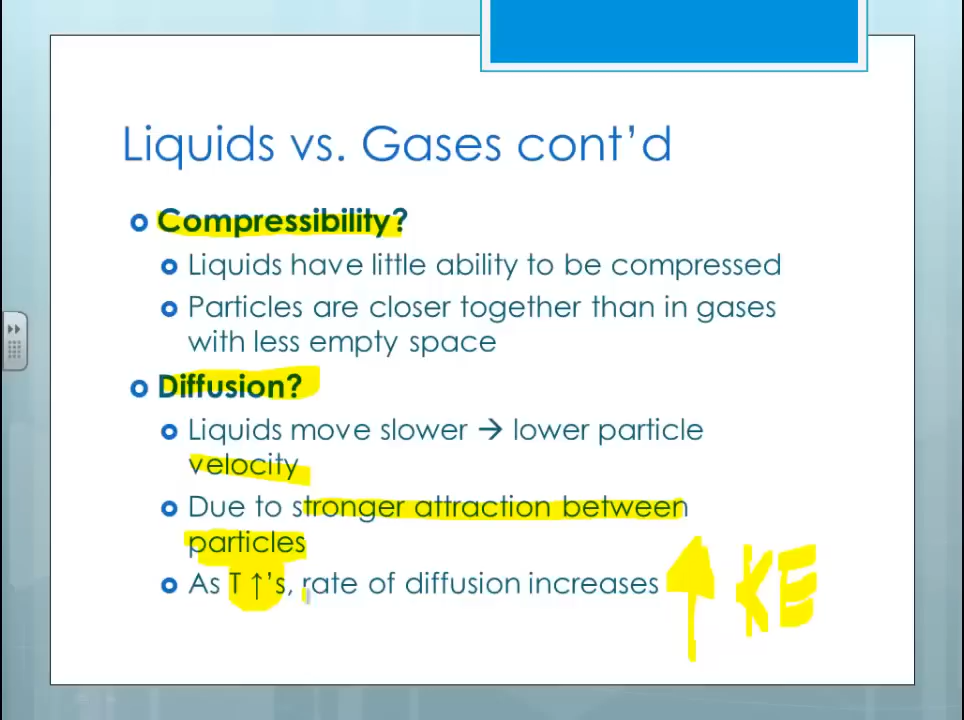 Liquids vs. Gases cont’d
Compressibility?
Liquids have little ability to be compressed
Particles are closer together than in gases
with less empty space
Diffusion?
Liquids move slower → lower particle
velocity
Due to stronger attraction between
particles
As T ↑’s, rate of diffusion increases
↑ KE